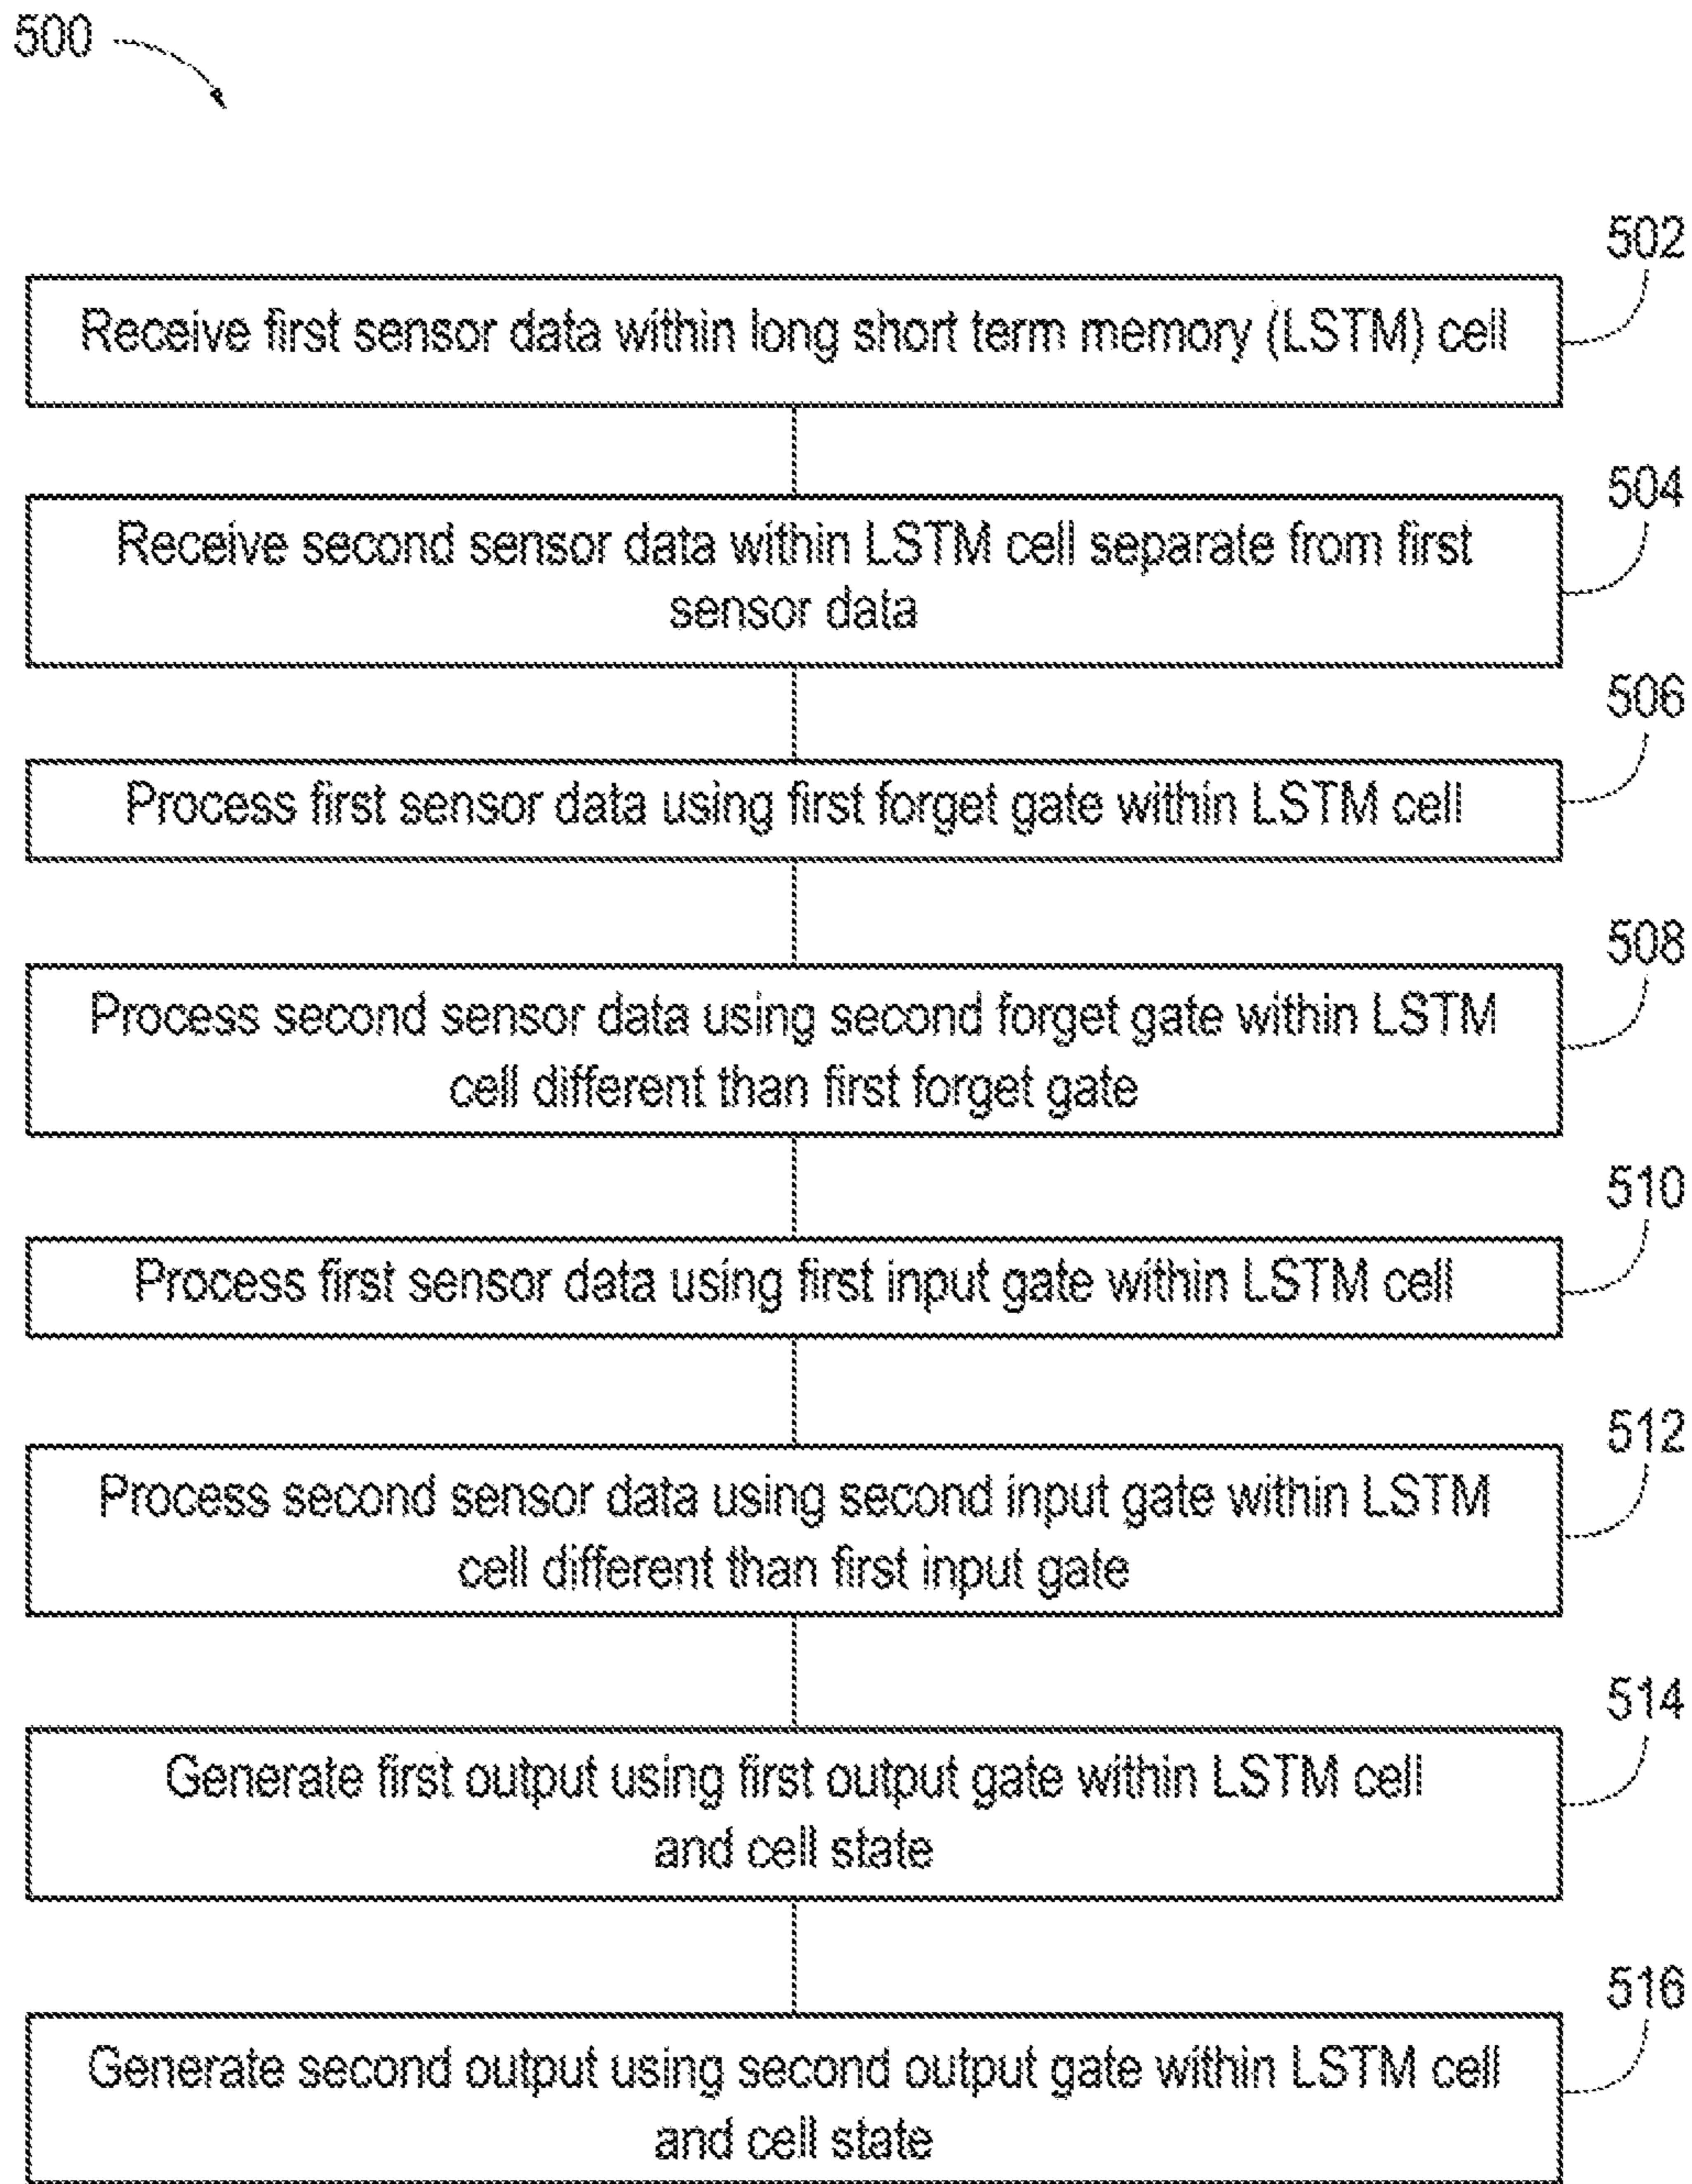 500
502
Receive first sensor data within long short term memory (LSTM) cell
504
Receive second sensor data within LSTM cell separate from first
sensor data
506
Process first sensor data using first forget gate within LSTM cell
508
Process second sensor data using second forget gate within LSTM
cell different than first forget gate
510
Process first sensor data using first input gate within LSTM cell
512
Process second sensor data using second input gate within LSTM
cell different than first input gate
514
Generate first output using first output gate within LSTM cell
and cell state
516
Generate second output using second output gate within LSTM cell
and cell state